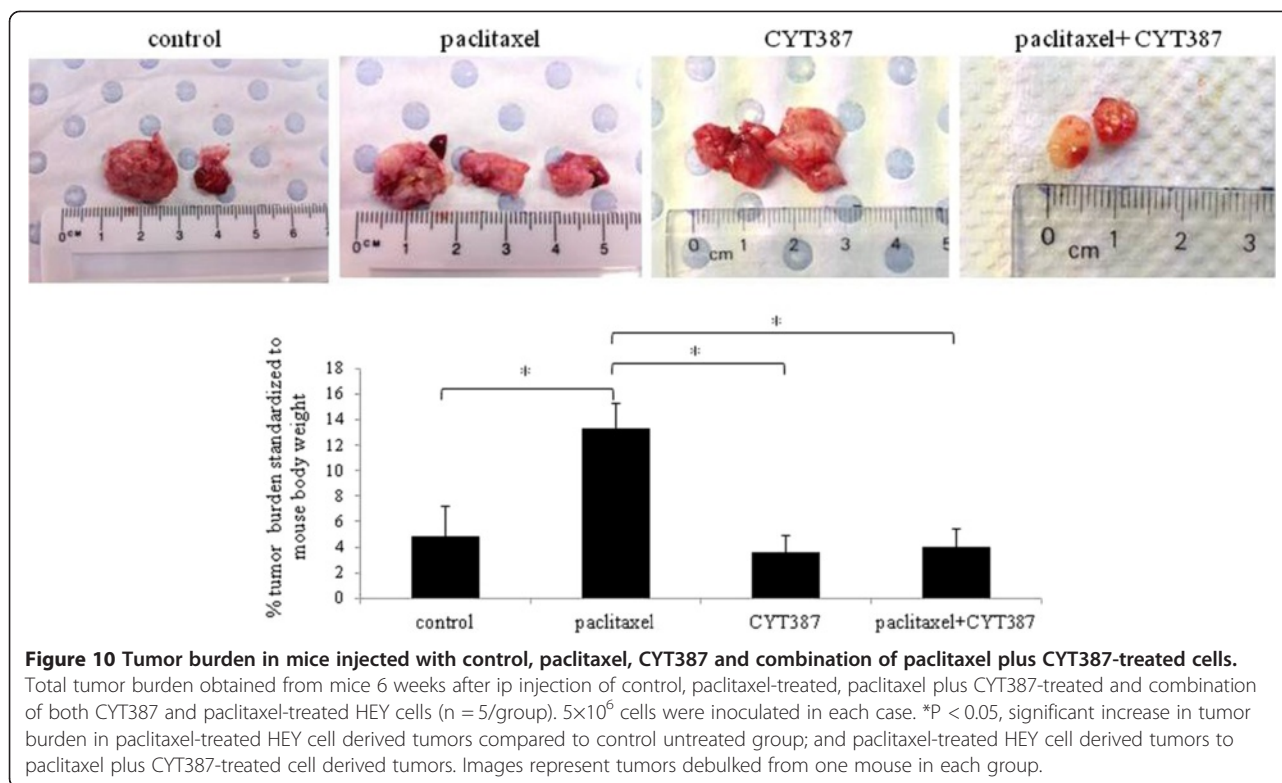 control paclitaxel CYT387 paclitaxel+CYT387
0 CM 1 2 3 4 5 6
0 CM 1 2 3 4 5
0 1 2 3 5
cm
0 1 2 3
cm
*
*
*
% tumor burden standardized to
mouse body weight
18
16
14
12
10
8
6
4
2
0
control paclitaxel CYT387 paclitaxel+CYT387
Figure 10 Tumor burden in mice injected with control, paclitaxel, CYT387 and combination of paclitaxel plus CYT387-treated cells.
Total tumor burden obtained from mice 6 weeks after ip injection of control, paclitaxel-treated, paclitaxel plus CYT387-treated and combination
of both CYT387 and paclitaxel-treated HEY cells (n = 5/group). 5×10⁶ cells were inoculated in each case. *P < 0.05, significant increase in tumor
burden in paclitaxel-treated HEY cell derived tumors compared to control untreated group; and paclitaxel-treated HEY cell derived tumors to
paclitaxel plus CYT387-treated cell derived tumors. Images represent tumors debulked from one mouse in each group.